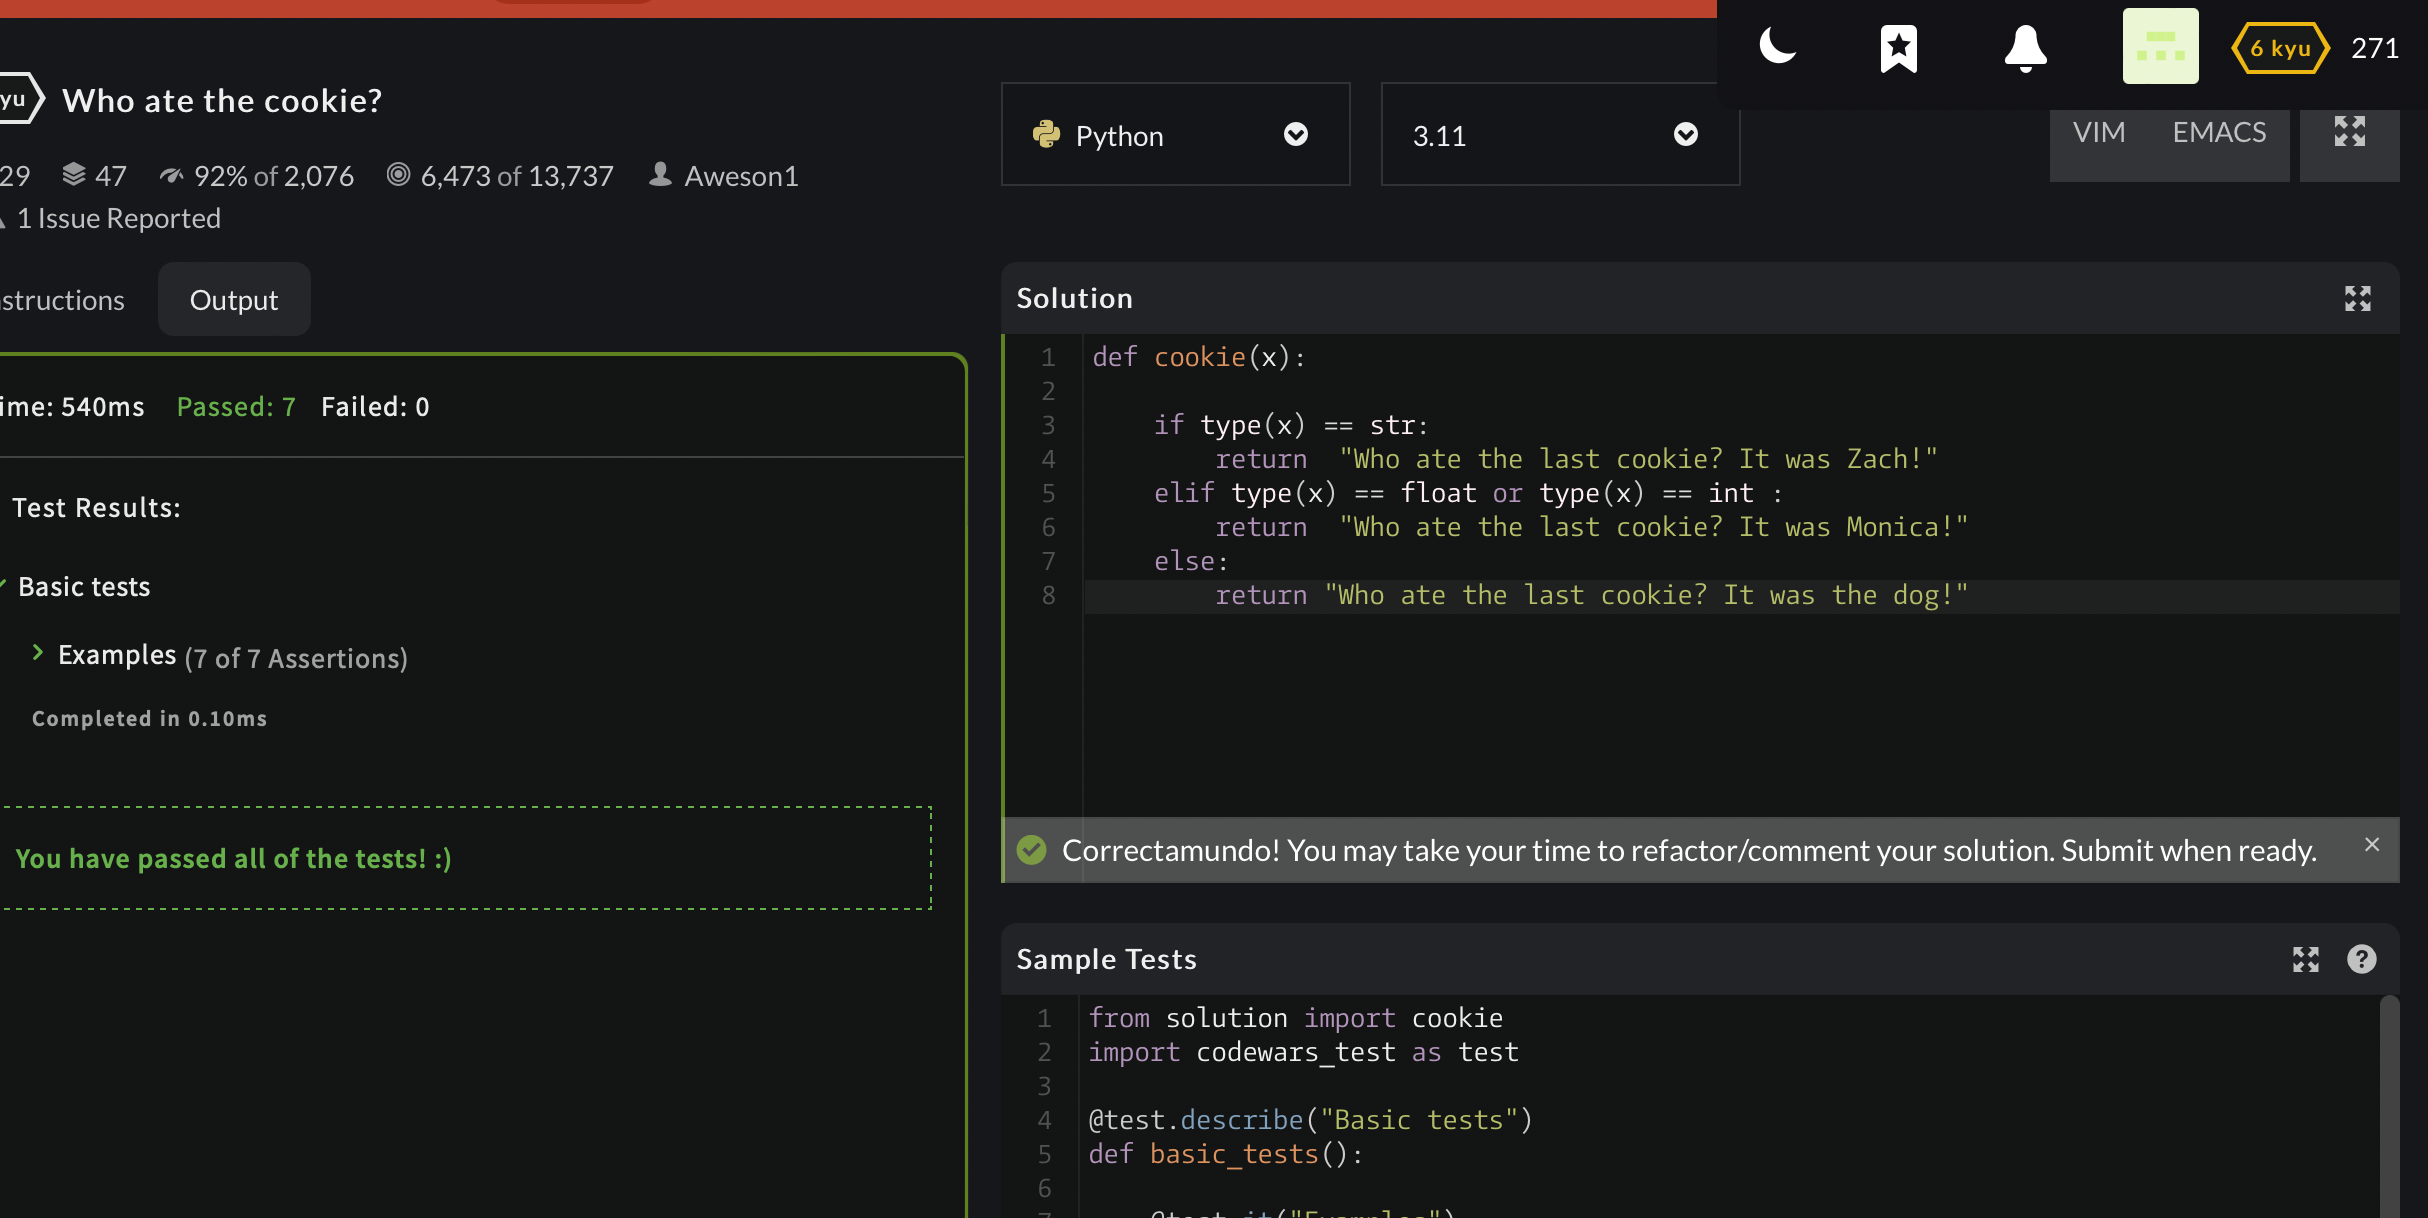 6 kyu 271
yu Who ate the cookie?
Python
3.11
VIM EMACS
29 47 92% of 2,076 6,473 of 13,737 Aweson1
1 Issue Reported
structions Output
Solution
ime: 540ms Passed: 7 Failed: 0
Test Results:
Basic tests
Examples (7 of 7 Assertions)
Completed in 0.10ms
You have passed all of the tests! :)
1 def cookie(x):
2
3 if type(x) == str:
4 return  "Who ate the last cookie? It was Zach!"
5 elif type(x) == float or type(x) == int :
6 return  "Who ate the last cookie? It was Monica!"
7 else:
8 return "Who ate the last cookie? It was the dog!"
Correctamundo! You may take your time to refactor/comment your solution. Submit when ready.
Sample Tests
1 from solution import cookie
2 import codewars_test as test
3
4 @test.describe("Basic tests")
5 def basic_tests():
6
7 @test.it("Examples")